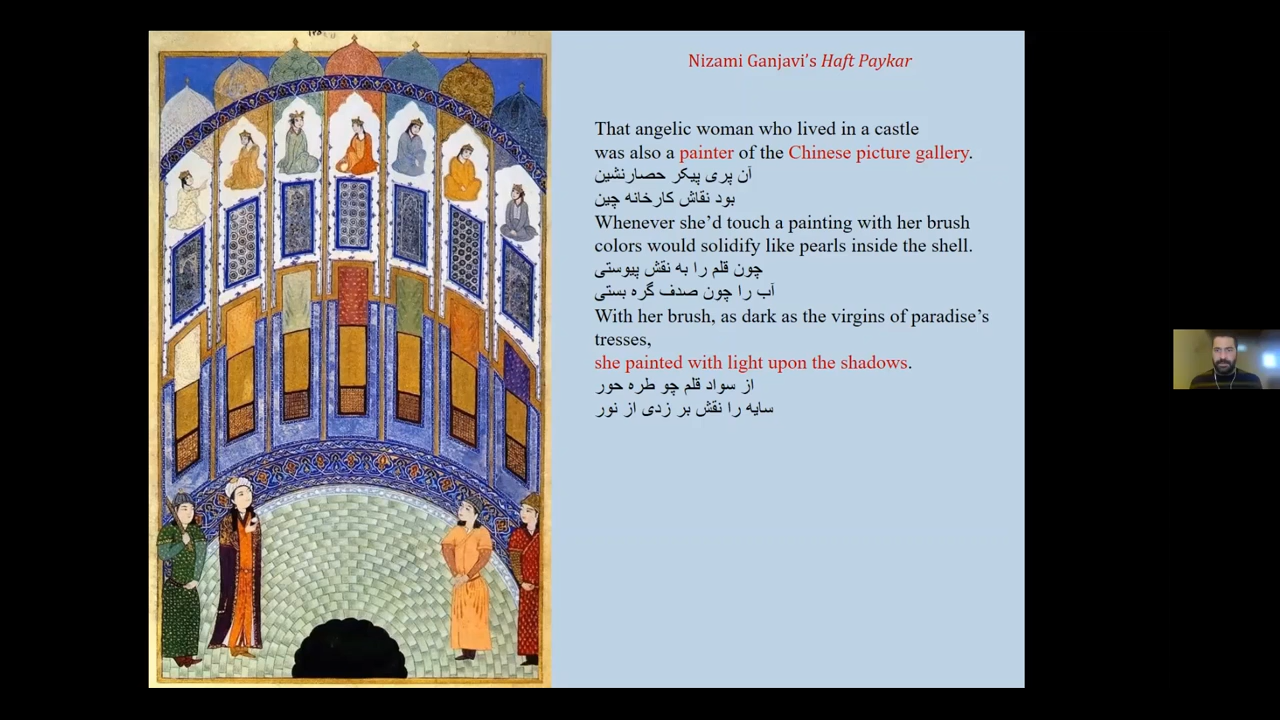 Nizami Ganjavi's Haft Paykar
That angelic woman who lived in a castle
was also a painter of the Chinese picture gallery.
آن پری پیکر حصارنشین
بود نقاش کارخانه چین
Whenever she'd touch a painting with her brush
colors would solidify like pearls inside the shell.
چون قلم را به نقش پیوستی
آب را چون صدف گره بستی
With her brush, as dark as the virgins of paradise's
tresses,
she painted with light upon the shadows.
از سواد قلم چو طره حور
سایه را نقش بر زدی از نور